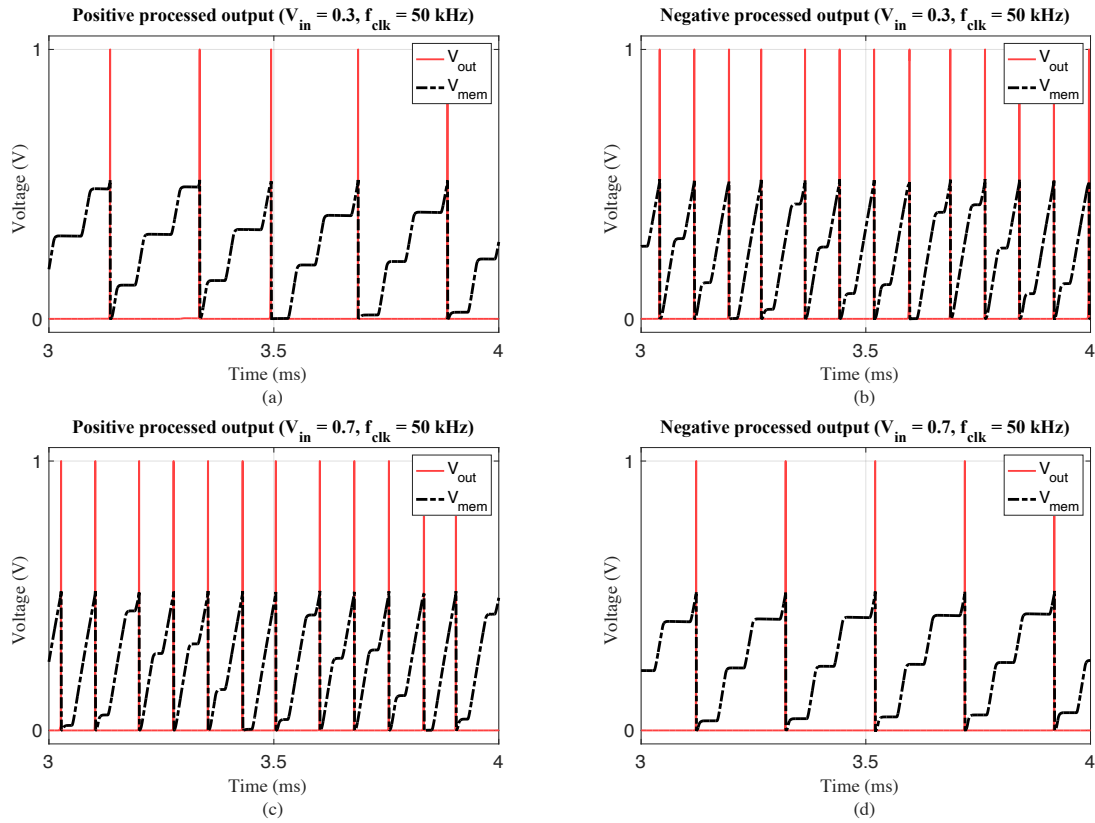 Positive processed output (V_in = 0.3, f_clk = 50 kHz)
1
0
Voltage (V)
V_out
V_mem
3
3.5
4
Time (ms)
(a)
Negative processed output (V_in = 0.3, f_clk = 50 kHz)
1
0
Voltage (V)
V_out
V_mem
3
3.5
4
Time (ms)
(b)
Positive processed output (V_in = 0.7, f_clk = 50 kHz)
1
0
Voltage (V)
V_out
V_mem
3
3.5
4
Time (ms)
(c)
Negative processed output (V_in = 0.7, f_clk = 50 kHz)
1
0
Voltage (V)
V_out
V_mem
3
3.5
4
Time (ms)
(d)